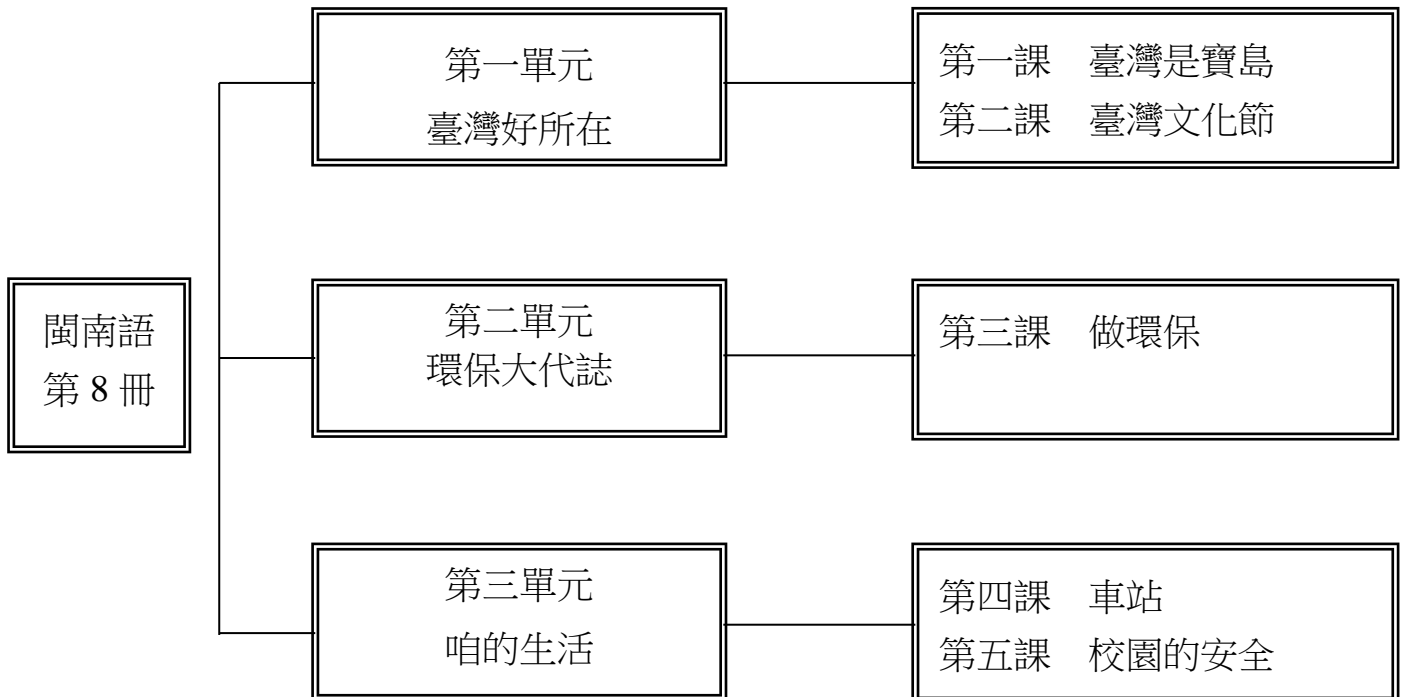 閩南語
第 8 冊
第一單元
臺灣好所在
第一課 臺灣是寶島
第二課 臺灣文化節
第二單元
環保大代誌
第三課 做環保
第三單元
咱的生活
第四課 車站
第五課 校園的安全